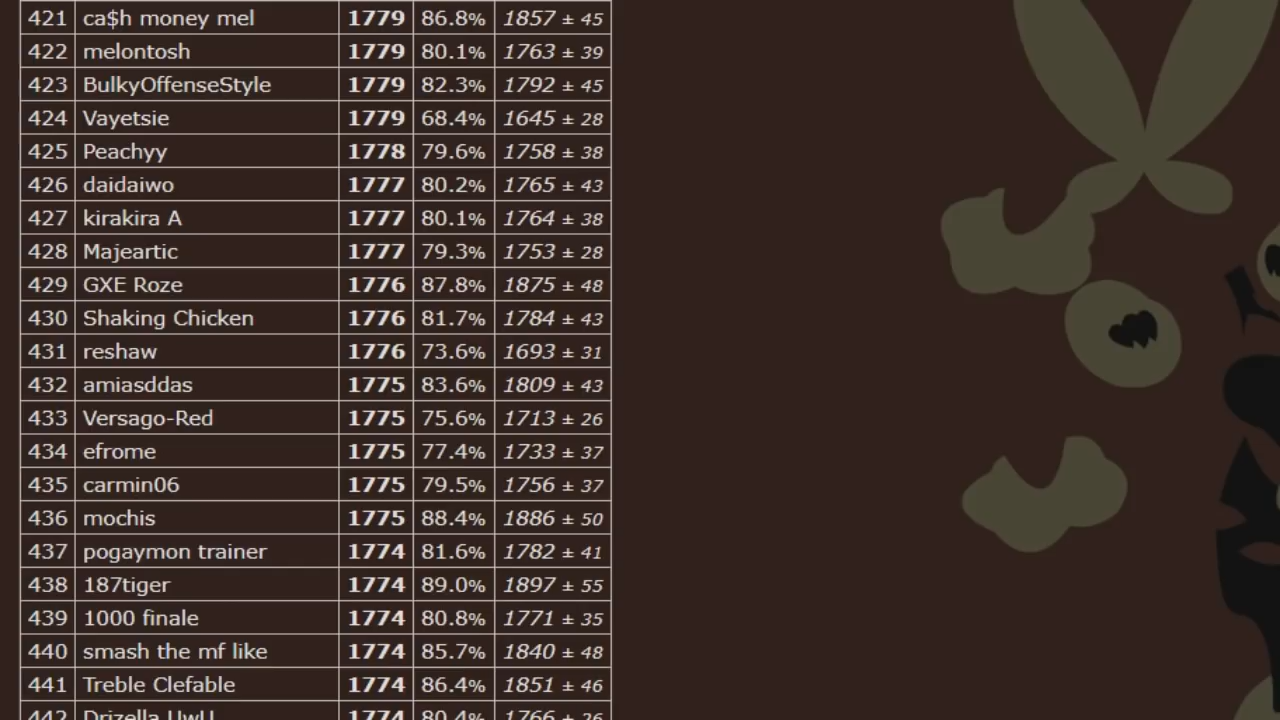 421 ca$h money mel 1779 86.8% 1857 ± 45
422 melontosh 1779 80.1% 1763 ± 39
423 BulkyOffenseStyle 1779 82.3% 1792 ± 45
424 Vayetsie 1779 68.4% 1645 ± 28
425 Peachyy 1778 79.6% 1758 ± 38
426 daidaiwo 1777 80.2% 1765 ± 43
427 kirakira A 1777 80.1% 1764 ± 38
428 Majeartic 1777 79.3% 1753 ± 28
429 GXE Roze 1776 87.8% 1875 ± 48
430 Shaking Chicken 1776 81.7% 1784 ± 43
431 reshaw 1776 73.6% 1693 ± 31
432 amiasddas 1775 83.6% 1809 ± 43
433 Versago-Red 1775 75.6% 1713 ± 26
434 efrome 1775 77.4% 1733 ± 37
435 carmin06 1775 79.5% 1756 ± 37
436 mochis 1775 88.4% 1886 ± 50
437 pogaymon trainer 1774 81.6% 1782 ± 41
438 187tiger 1774 89.0% 1897 ± 55
439 1000 finale 1774 80.8% 1771 ± 35
440 smash the mf like 1774 85.7% 1840 ± 48
441 Treble Clefable 1774 86.4% 1851 ± 46
442 Drizella UwU 1774 80.4% 1766 ± 26